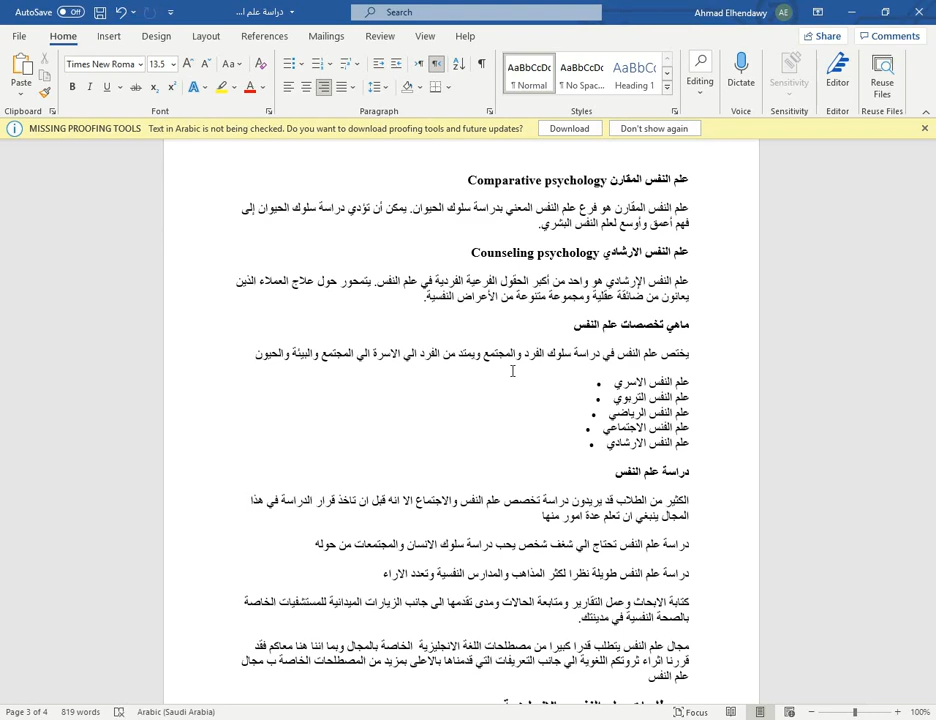 AutoSave
Off
دراسة علم ا...
Search
Ahmad Elhendawy
AE
File
Home
Insert
Design
Layout
References
Mailings
Review
View
Help
Share
Comments
Paste
Times New Roma
13.5
AaBbCcDc
AaBbCcDc
AaBbCc
¶ Normal
¶ No Spac...
Heading 1
Editing
Dictate
Sensitivity
Editor
Reuse
Files
Clipboard
Font
Paragraph
Styles
Voice
Sensitivity
Editor
Reuse Files
MISSING PROOFING TOOLS Text in Arabic is not being checked. Do you want to download proofing tools and future updates?
Download
Don't show again
علم النفس المقارن Comparative psychology
علم النفس المقارن هو فرع علم النفس المعني بدراسة سلوك الحيوان. يمكن أن تؤدي دراسة سلوك الحيوان إلى
فهم أعمق وأوسع لعلم النفس البشري.
علم النفس الارشادي Counseling psychology
علم النفس الإرشادي هو واحد من أكبر الحقول الفرعية الفردية في علم النفس. يتمحور حول علاج العملاء الذين
يعانون من ضائقة عقلية ومجموعة متنوعة من الأعراض النفسية.
ماهي تخصصات علم النفس
يختص علم النفس في دراسة سلوك الفرد والمجتمع ويمتد من الفرد الي الاسرة الي المجتمع والبيئة والحيون
علم النفس الاسري
علم النفس التربوي
علم النفس الرياضي
علم الفنس الاجتماعي
علم النفس الارشادي
دراسة علم النفس
الكثير من الطلاب قد يريدون دراسة تخصص علم النفس والاجتماع الا انه قبل ان تاخذ قرار الدراسة في هذا
المجال ينبغي ان تعلم عدة امور منها
دراسة علم النفس تحتاج الي شغف شخص يحب دراسة سلوك الانسان والمجتمعات من حوله
دراسة علم النفس طويلة نظرا لكثر المذاهب والمدارس النفسية وتعدد الاراء
كتابة الابحاث وعمل التقارير ومتابعة الحالات ومدى تقدمها الى جانب الزيارات الميدانية للمستشفيات الخاصة
بالصحة النفسية في مدينتك.
مجال علم النفس يتطلب قدرا كبيرا من مصطلحات اللغة الانجليزية الخاصة بالمجال وبما اننا هنا معاكم فقد
قررنا اثراء ثروتكم اللغوية الي جانب التعريفات التي قدمناها بالاعلى بمزيد من المصطلحات الخاصة ب مجال
علم النفس
Page 3 of 4
819 words
Arabic (Saudi Arabia)
Focus
100%